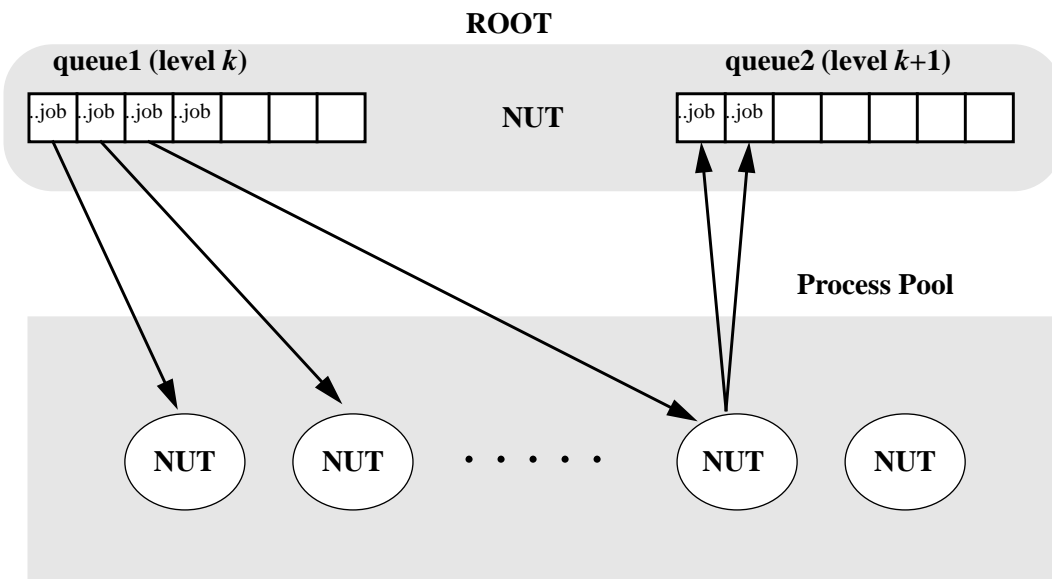 ROOT
queue1 (level k)
queue2 (level k+1)
..job ..job ..job ..job
NUT
..job ..job
Process Pool
NUT
NUT
. . . . .
NUT
NUT